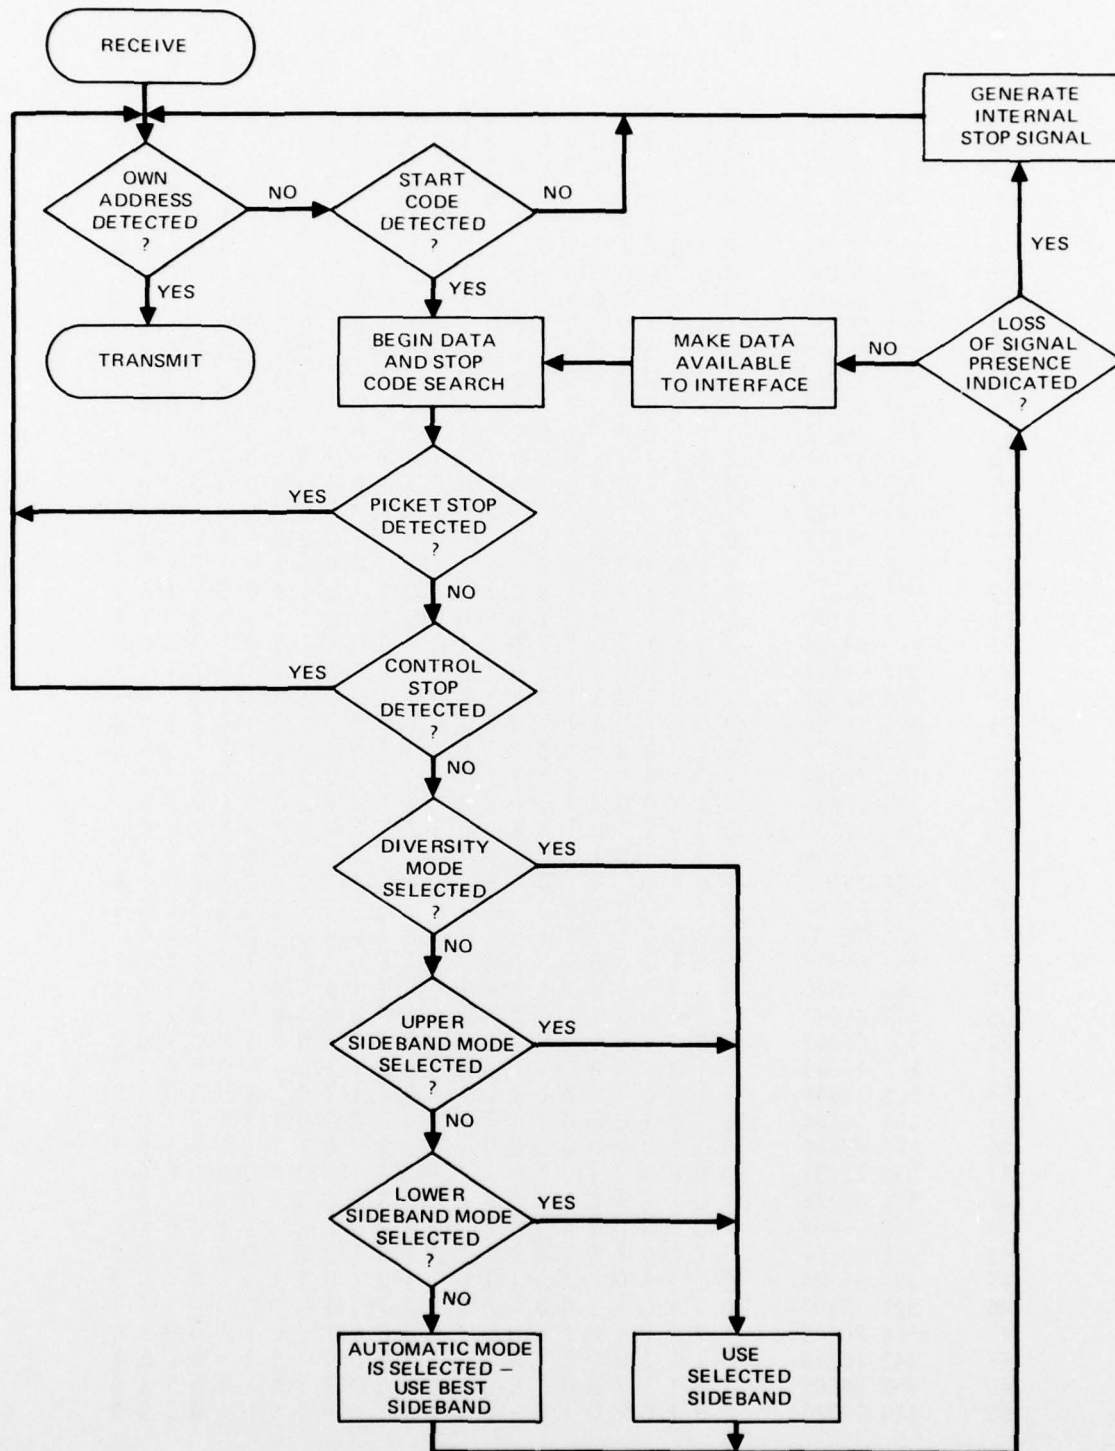 RECEIVE
GENERATE
INTERNAL
STOP SIGNAL
OWN
ADDRESS
DETECTED
?
NO
START
CODE
DETECTED
?
NO
YES
YES
YES
TRANSMIT
BEGIN DATA
AND STOP
CODE SEARCH
MAKE DATA
AVAILABLE
TO INTERFACE
NO
LOSS
OF SIGNAL
PRESENCE
INDICATED
?
YES
PICKET STOP
DETECTED
?
NO
YES
CONTROL
STOP
DETECTED
?
NO
DIVERSITY
MODE
SELECTED
?
YES
NO
UPPER
SIDEBAND MODE
SELECTED
?
YES
NO
LOWER
SIDEBAND MODE
SELECTED
?
YES
NO
AUTOMATIC MODE
IS SELECTED –
USE BEST
SIDEBAND
USE
SELECTED
SIDEBAND